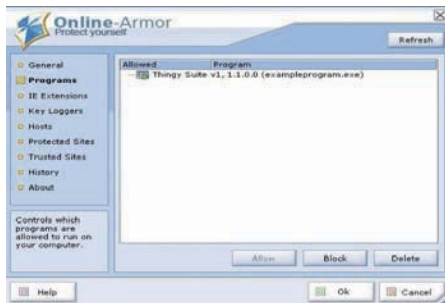 Online-Armor
Protect yourself
Refresh
General
Programs
IE Extensions
Key Loggers
Hosts
Protected Sites
Trusted Sites
History
About
Controls which
programs are
allowed to run on
your computer.
Allowed Program
Thingy Suite v1, 1.1.0.0 (exampleprogram.exe)
Allow Block Delete
Help Ok Cancel